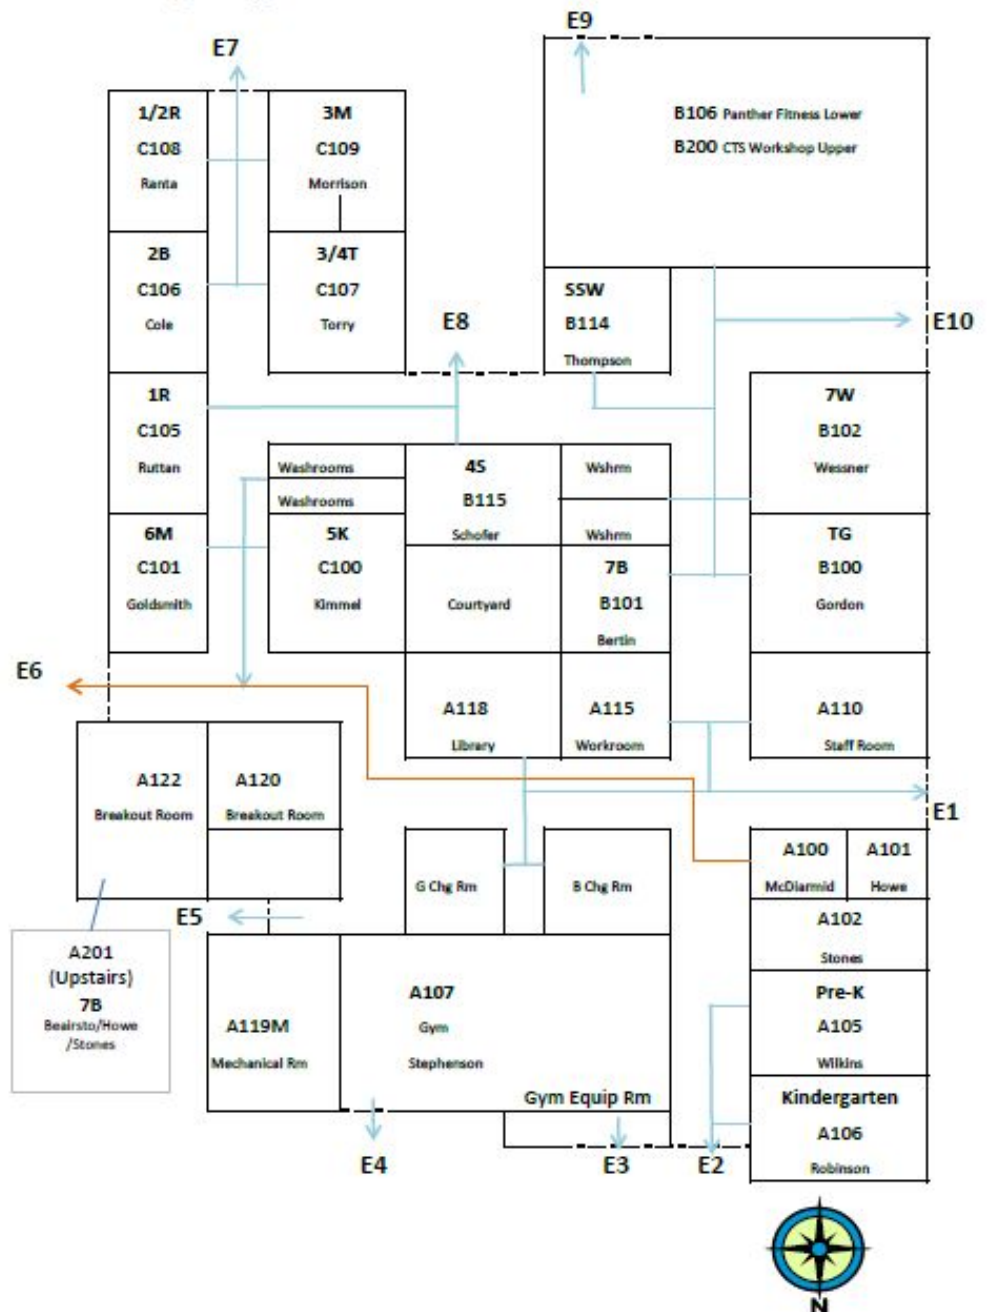 E9
E7
1/2R
C108
Ranta
3M
C109
Morrison
B106 Panther Fitness Lower
B200 CTS Workshop Upper
2B
C106
Cole
3/4T
C107
Torry
E8
SSW
B114
Thompson
E10
1R
C105
Ruttan
Washrooms
Washrooms
4S
B115
Schofer
Wshrm
Wshrm
7W
B102
Wessner
6M
C101
Goldsmith
5K
C100
Kimmel
Courtyard
7B
B101
Bertin
TG
B100
Gordon
E6
A118
Library
A115
Workroom
A110
Staff Room
A122
Breakout Room
A120
Breakout Room
E1
G Chg Rm
B Chg Rm
A100
McDiarmid
A101
Howe
E5
A102
Stones
A201
(Upstairs)
7B
Beairsto/Howe
/Stones
A119M
Mechanical Rm
A107
Gym
Stephenson
Pre-K
A105
Wilkins
Gym Equip Rm
Kindergarten
A106
Robinson
E4
E3
E2
N